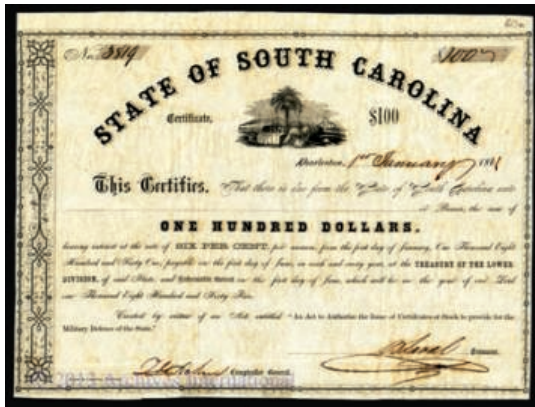 No. 3819 $100
STATE OF SOUTH CAROLINA
Certificate. $100
Charleston, 1st January 1861
This Certifies. That there is due from the State of South Carolina unto
or Bearer, the sum of
ONE HUNDRED DOLLARS.
bearing interest at the rate of SIX PER CENT. per annum, from the first day of January, One Thousand Eight
Hundred and Sixty One, payable on the first day of June, in each and every year, at the TREASURY OF THE LOWER
DIVISION, of said State, and on the first day of June, which will be in the year of our Lord
one Thousand Eight Hundred and Sixty Five.
Created by virtue of an Act entitled "An Act to Authorize the Issue of Certificates of Stock to provide for the
Military Defence of the State."
Comptroller General. Treasurer.
2013 Archives International